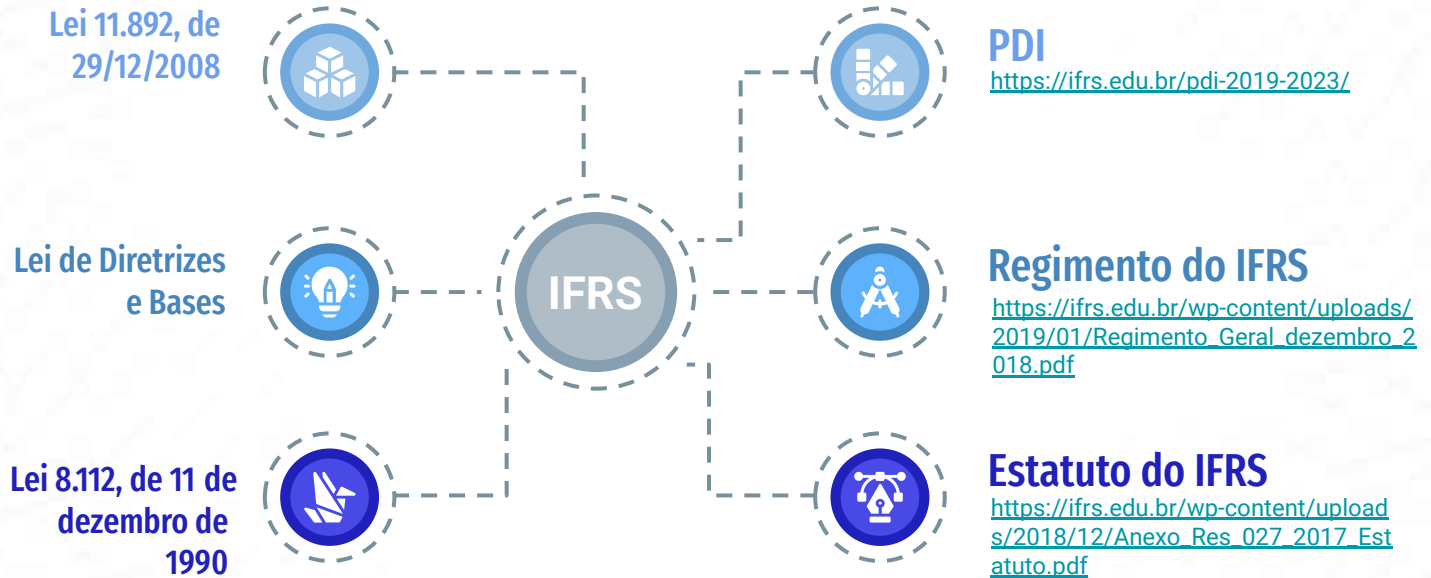 Lei 11.892, de
29/12/2008
PDI
https://ifrs.edu.br/pdi-2019-2023/
Lei de Diretrizes
e Bases
IFRS
Regimento do IFRS
https://ifrs.edu.br/wp-content/uploads/
2019/01/Regimento_Geral_dezembro_2
018.pdf
Lei 8.112, de 11 de
dezembro de
1990
Estatuto do IFRS
https://ifrs.edu.br/wp-content/upload
s/2018/12/Anexo_Res_027_2017_Est
atuto.pdf